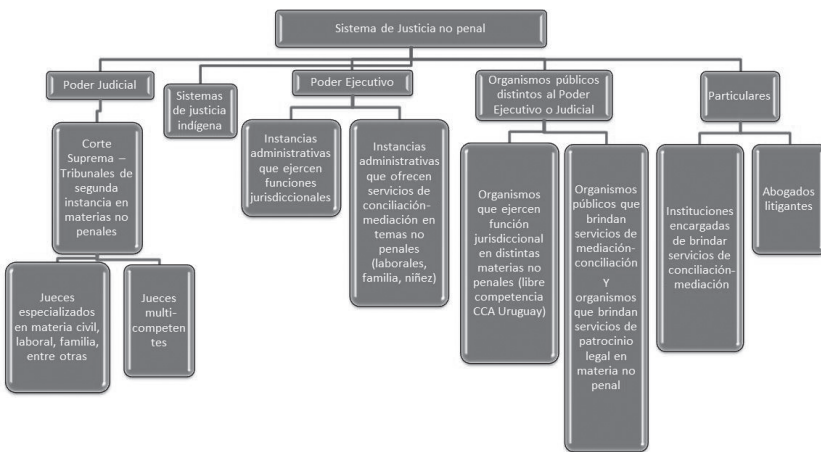 Sistema de Justicia no penal
Poder Judicial
Sistemas
de justicia
indígena
Poder Ejecutivo
Organismos públicos
distintos al Poder
Ejecutivo o Judicial
Particulares
Corte
Suprema –
Tribunales de
segunda
instancia en
materias no
penales
Instancias
administrativas
que ejercen
funciones
jurisdiccionales
Instancias
administrativas
que ofrecen
servicios de
conciliación-
mediación en
temas no
penales
(laborales,
familia, niñez)
Organismos
que ejercen
función
jurisdiccional
en distintas
materias no
penales (libre
competencia
CCA Uruguay)
Organismos
públicos que
brindan
servicios de
mediación-
conciliación
Y
organismos
que brindan
servicios de
patrocinio
legal en
materia no
penal
Instituciones
encargadas
de brindar
servicios de
conciliación-
mediación
Abogados
litigantes
Jueces
especializados
en materia civil,
laboral, familia,
entre otras
Jueces
multi-
competen
tes